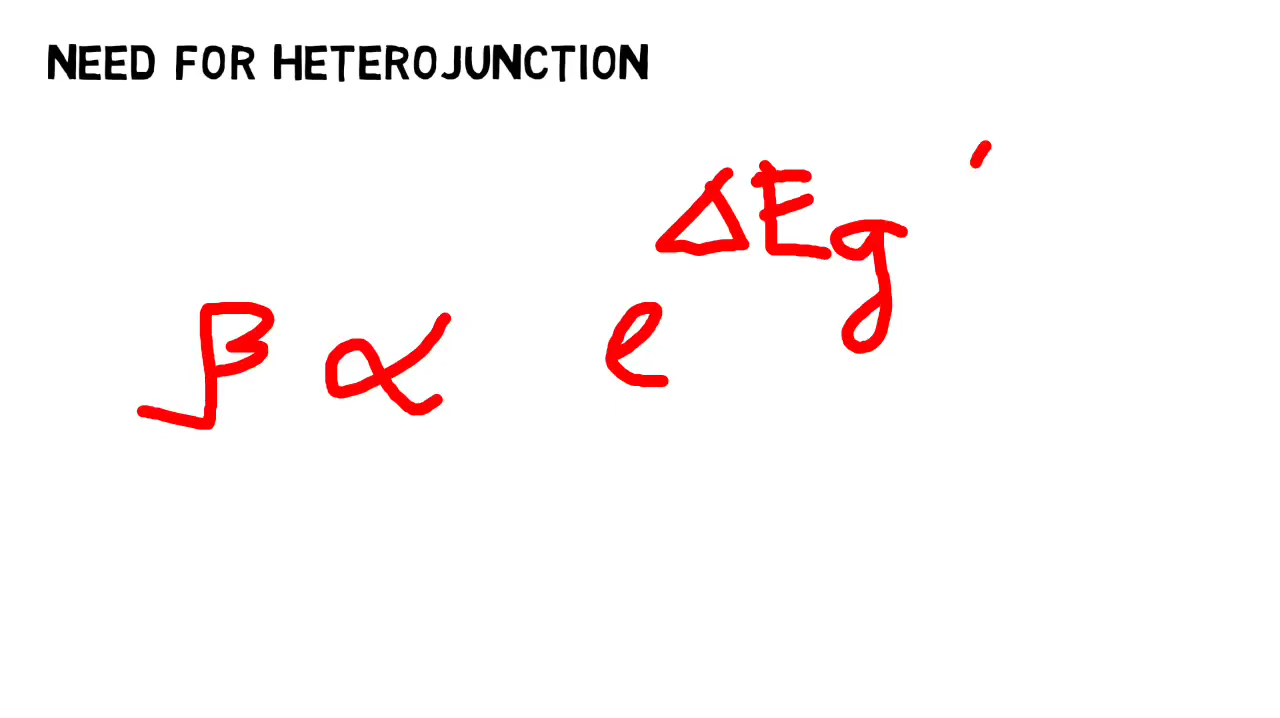 NEED FOR HETEROJUNCTION
β ∝ e^ΔEg